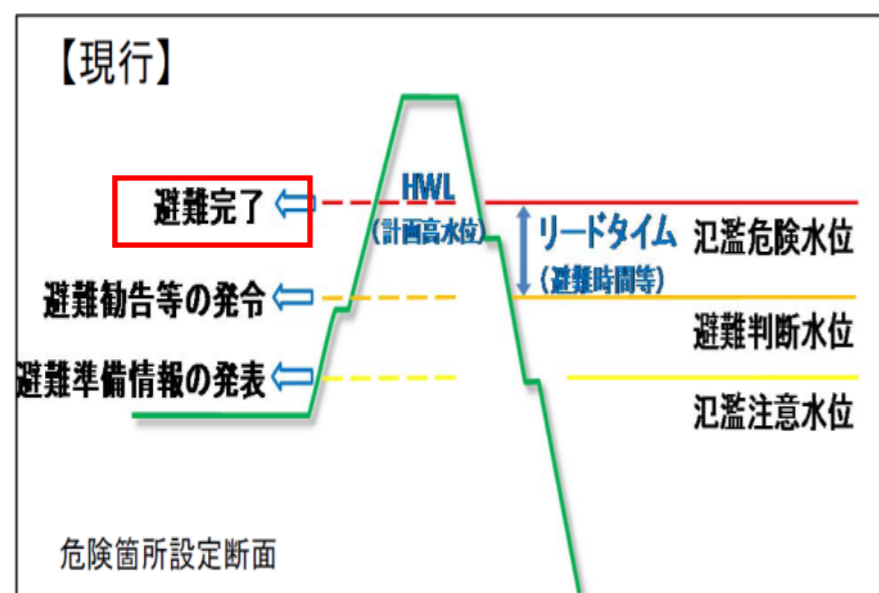 【現行】
避難完了
HWL
(計画高水位)
リードタイム
(避難時間等)
氾濫危険水位
避難勧告等の発令
避難判断水位
避難準備情報の発表
氾濫注意水位
危険箇所設定断面